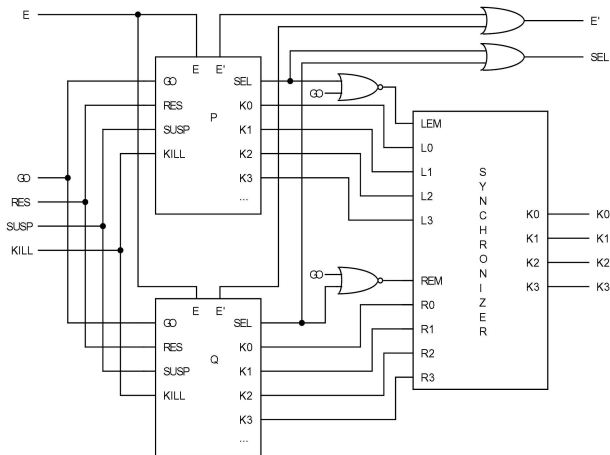 E
E'
SEL
E E'
GO
RES
SUSP
KILL
P
SEL
K0
K1
K2
K3
...
GO
LEM
L0
L1
L2
L3
REM
R0
R1
R2
R3
SYNCHRONIZER
K0
K1
K2
K3
K0
K1
K2
K3
GO
RES
SUSP
KILL
GO
E E'
GO
RES
SUSP
KILL
Q
SEL
K0
K1
K2
K3
...